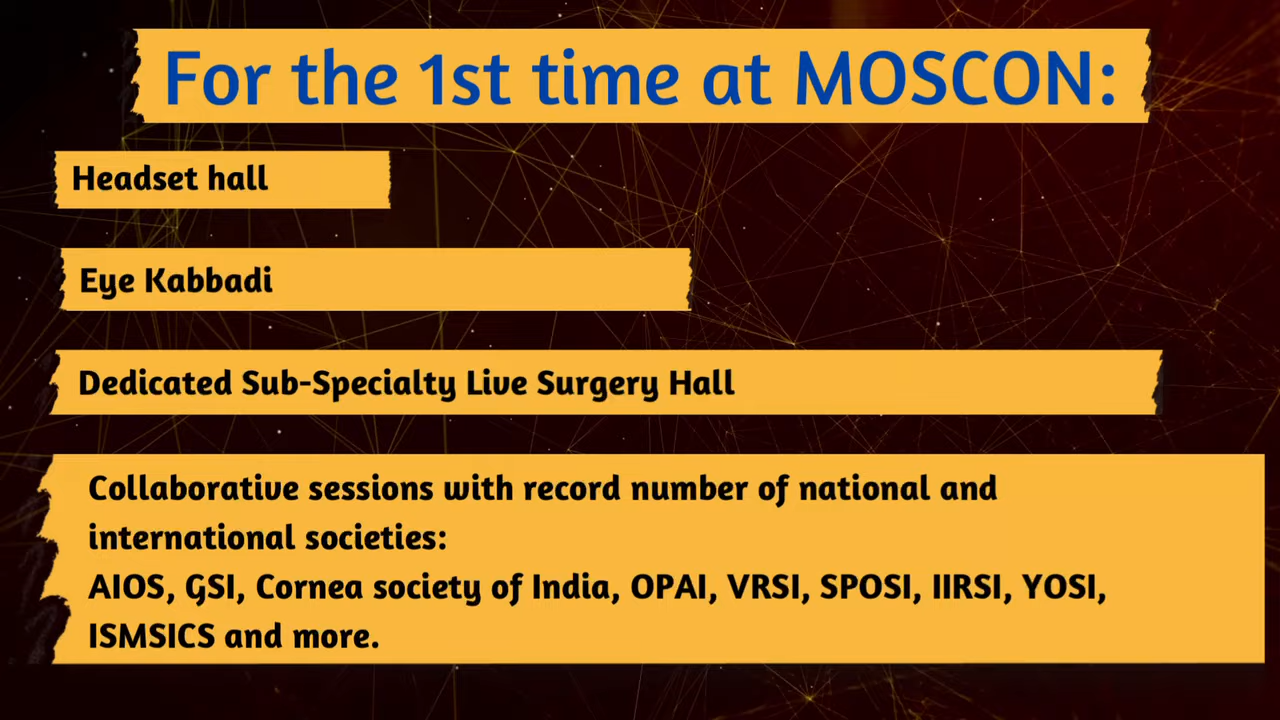 For the 1st time at MOSCON:
Headset hall
Eye Kabbadi
Dedicated Sub-Specialty Live Surgery Hall
Collaborative sessions with record number of national and
international societies:
AIOS, GSI, Cornea society of India, OPAI, VRSI, SPOSI, IIRSI, YOSI,
ISMSICS and more.